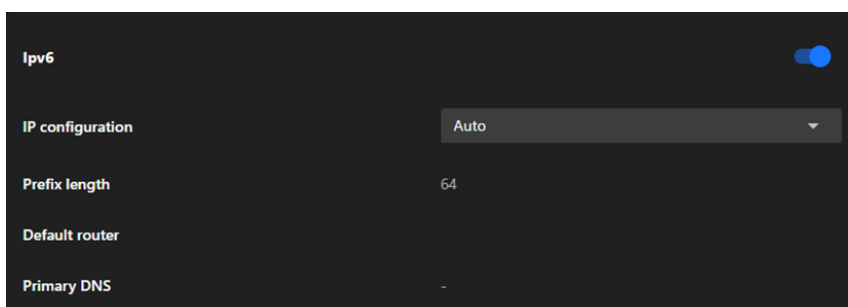 Ipv6
IP configuration Auto
Prefix length 64
Default router
Primary DNS -